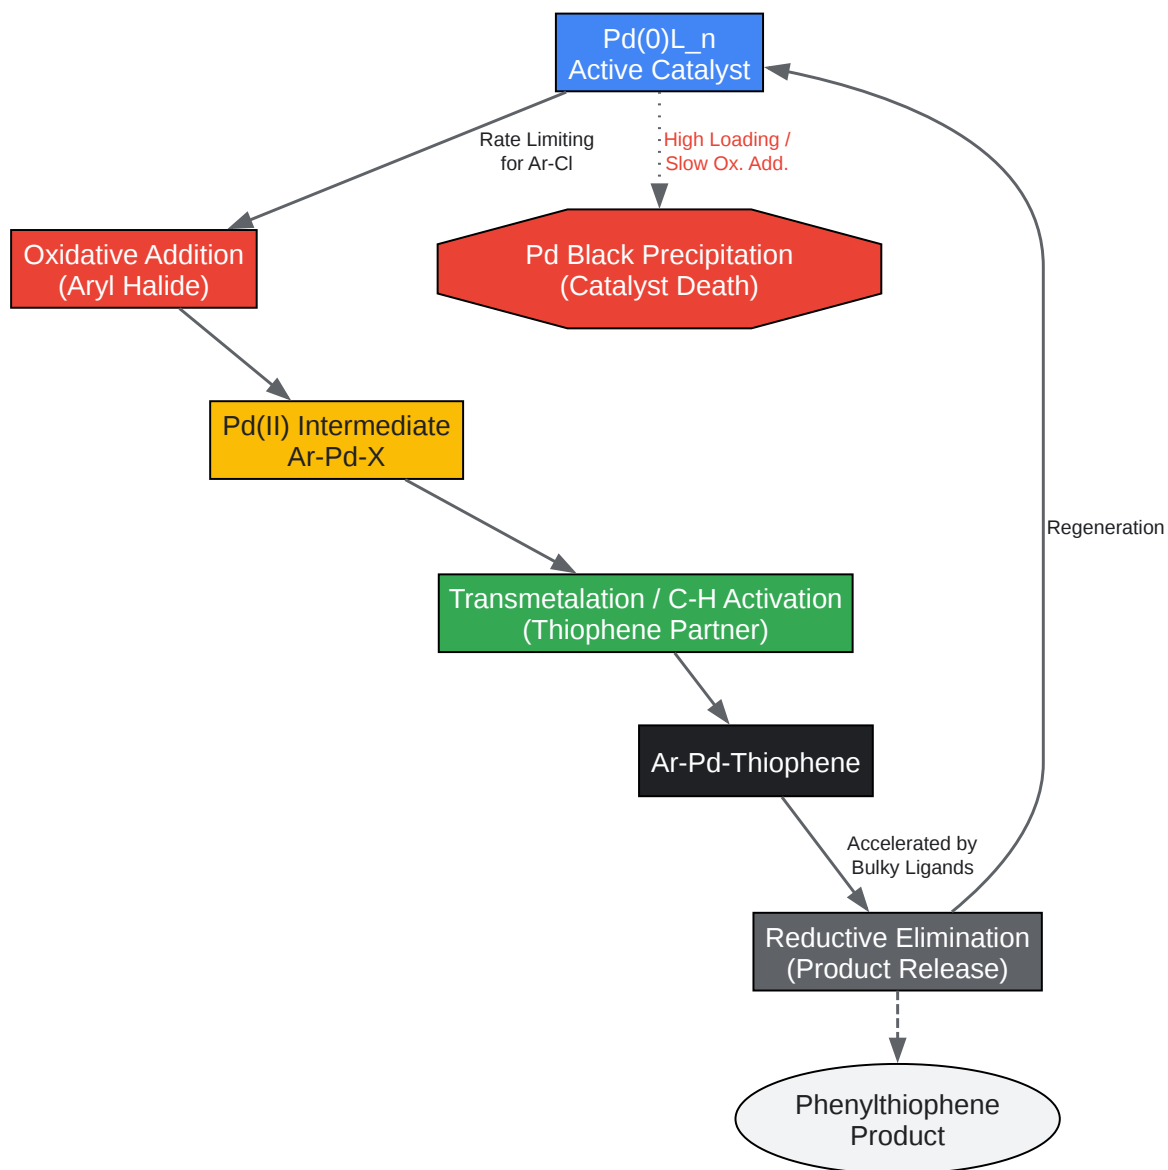 Pd(0)L_n
Active Catalyst
Rate Limiting
for Ar-Cl
High Loading /
Slow Ox. Add.
Oxidative Addition
(Aryl Halide)
Pd Black Precipitation
(Catalyst Death)
Pd(II) Intermediate
Ar-Pd-X
Regeneration
Transmetalation / C-H Activation
(Thiophene Partner)
Ar-Pd-Thiophene
Accelerated by
Bulky Ligands
Reductive Elimination
(Product Release)
Phenylthiophene
Product